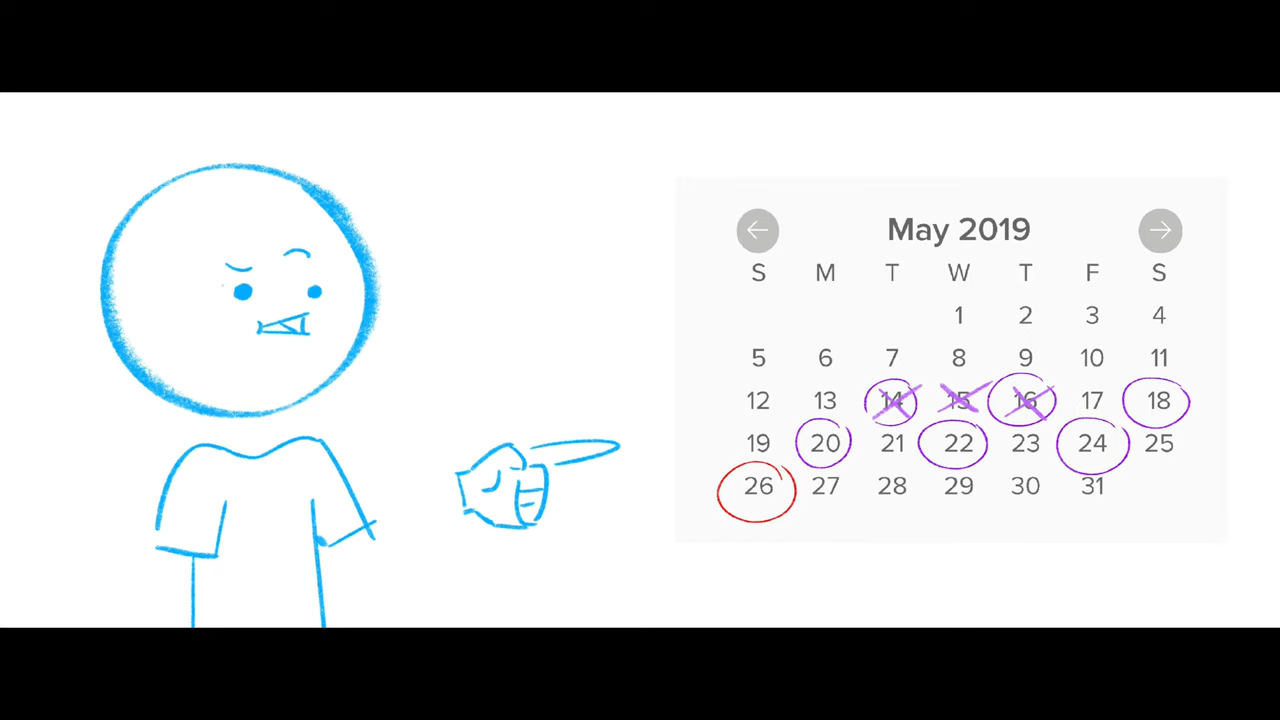 ← May 2019 →
S M T W T F S
1 2 3 4
5 6 7 8 9 10 11
12 13 14 15 16 17 18
19 20 21 22 23 24 25
26 27 28 29 30 31